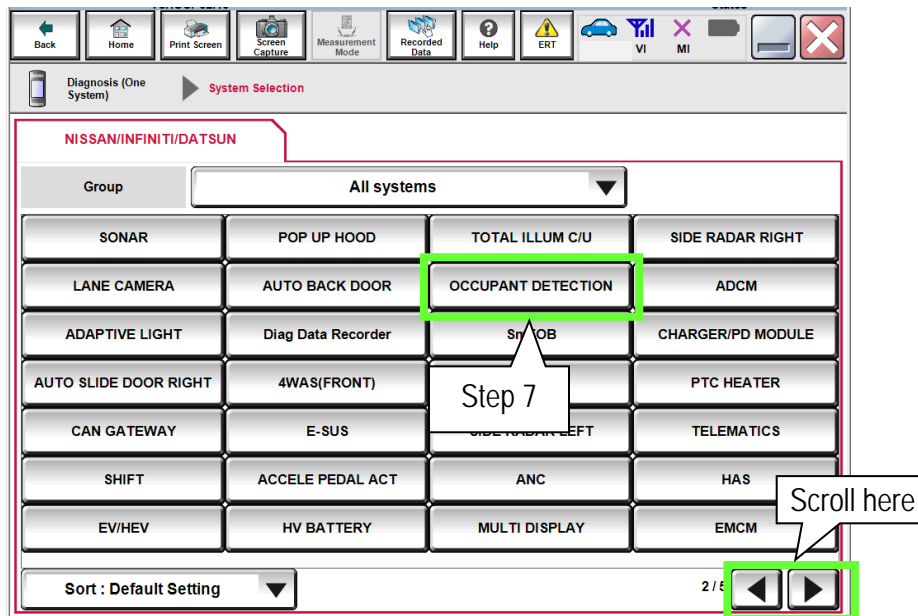 Back
Home
Print Screen
Screen
Capture
Measurement
Mode
Recorded
Data
Help
ERT
VI
MI
Diagnosis (One
System)
System Selection
NISSAN/INFINITI/DATSUN
Group
All systems
SONAR
POP UP HOOD
TOTAL ILLUM C/U
SIDE RADAR RIGHT
LANE CAMERA
AUTO BACK DOOR
OCCUPANT DETECTION
ADCM
ADAPTIVE LIGHT
Diag Data Recorder
CHARGER/PD MODULE
AUTO SLIDE DOOR RIGHT
4WAS(FRONT)
Step 7
PTC HEATER
CAN GATEWAY
E-SUS
SIDE RADAR LEFT
TELEMATICS
SHIFT
ACCELE PEDAL ACT
ANC
HAS
Scroll here
EV/HEV
HV BATTERY
MULTI DISPLAY
EMCM
Sort : Default Setting
2/5